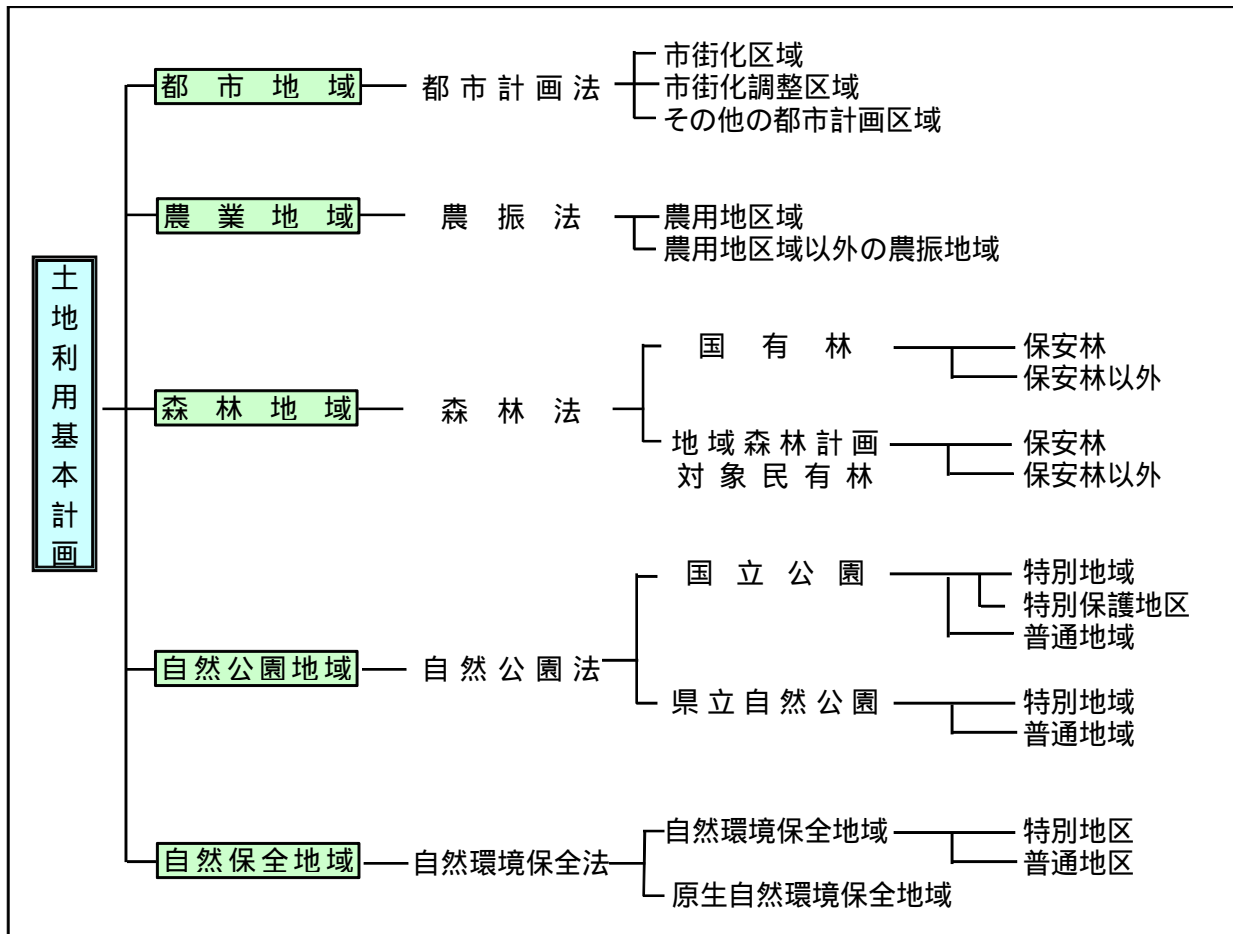 土地利用基本計画
都市地域
都市計画法
市街化区域
市街化調整区域
その他の都市計画区域
農業地域
農振法
農用地区域
農用地区域以外の農振地域
森林地域
森林法
国有林
保安林
保安林以外
地域森林計画
対象民有林
保安林
保安林以外
自然公園地域
自然公園法
国立公園
特別地域
特別保護地区
普通地域
県立自然公園
特別地域
普通地域
自然保全地域
自然環境保全法
自然環境保全地域
特別地区
普通地区
原生自然環境保全地域